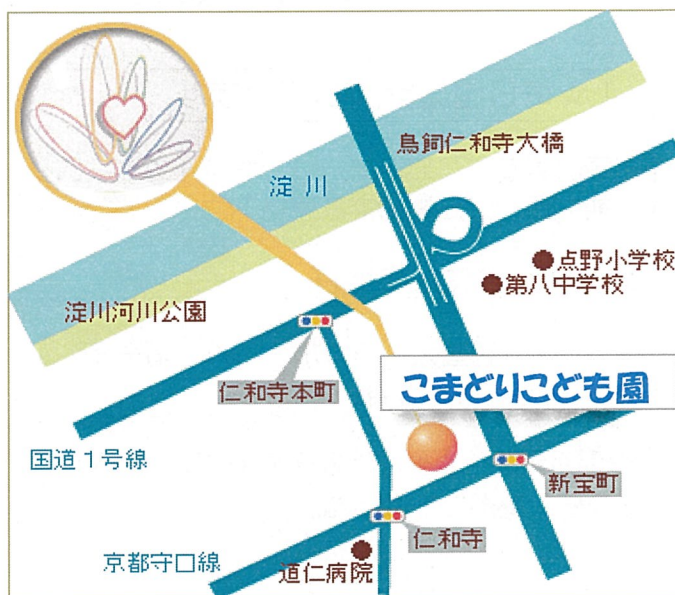 鳥飼仁和寺大橋
淀川
点野小学校
第八中学校
淀川河川公園
仁和寺本町
こまどりこども園
国道1号線
新宝町
仁和寺
京都守口線
道仁病院